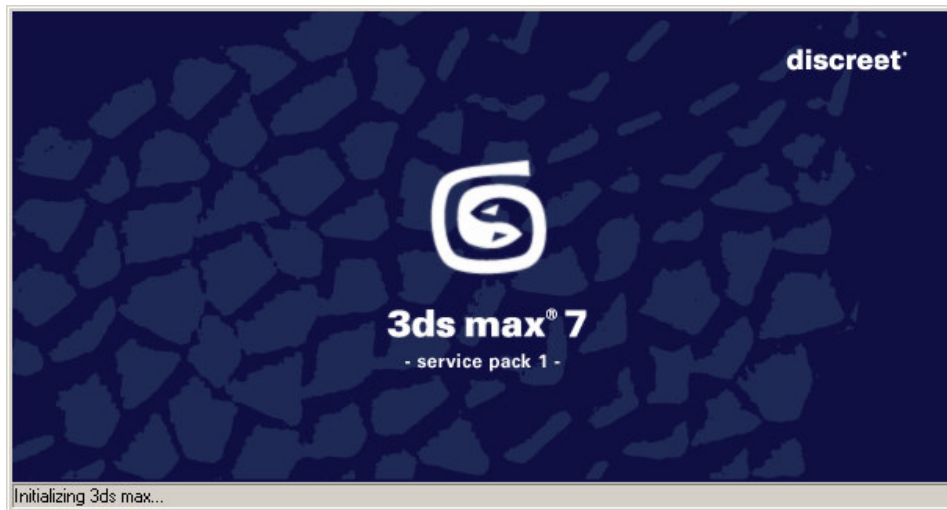 discreet®
3ds max® 7
- service pack 1 -
Initializing 3ds max...